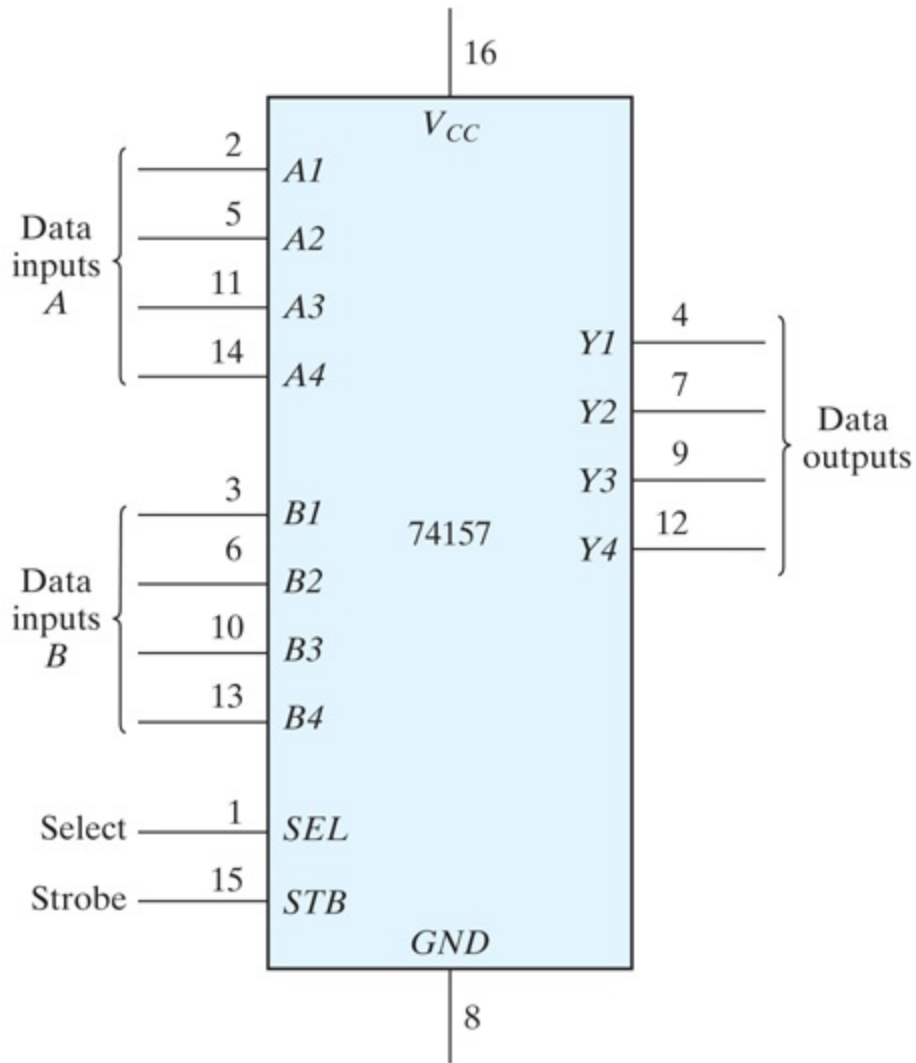 16
V_CC
2
A1
5
A2
11
A3
14
A4
Data
inputs
A
4
Y1
7
Y2
9
Y3
12
Y4
Data
outputs
3
B1
6
B2
10
B3
13
B4
Data
inputs
B
74157
Select
1
SEL
Strobe
15
STB
GND
8